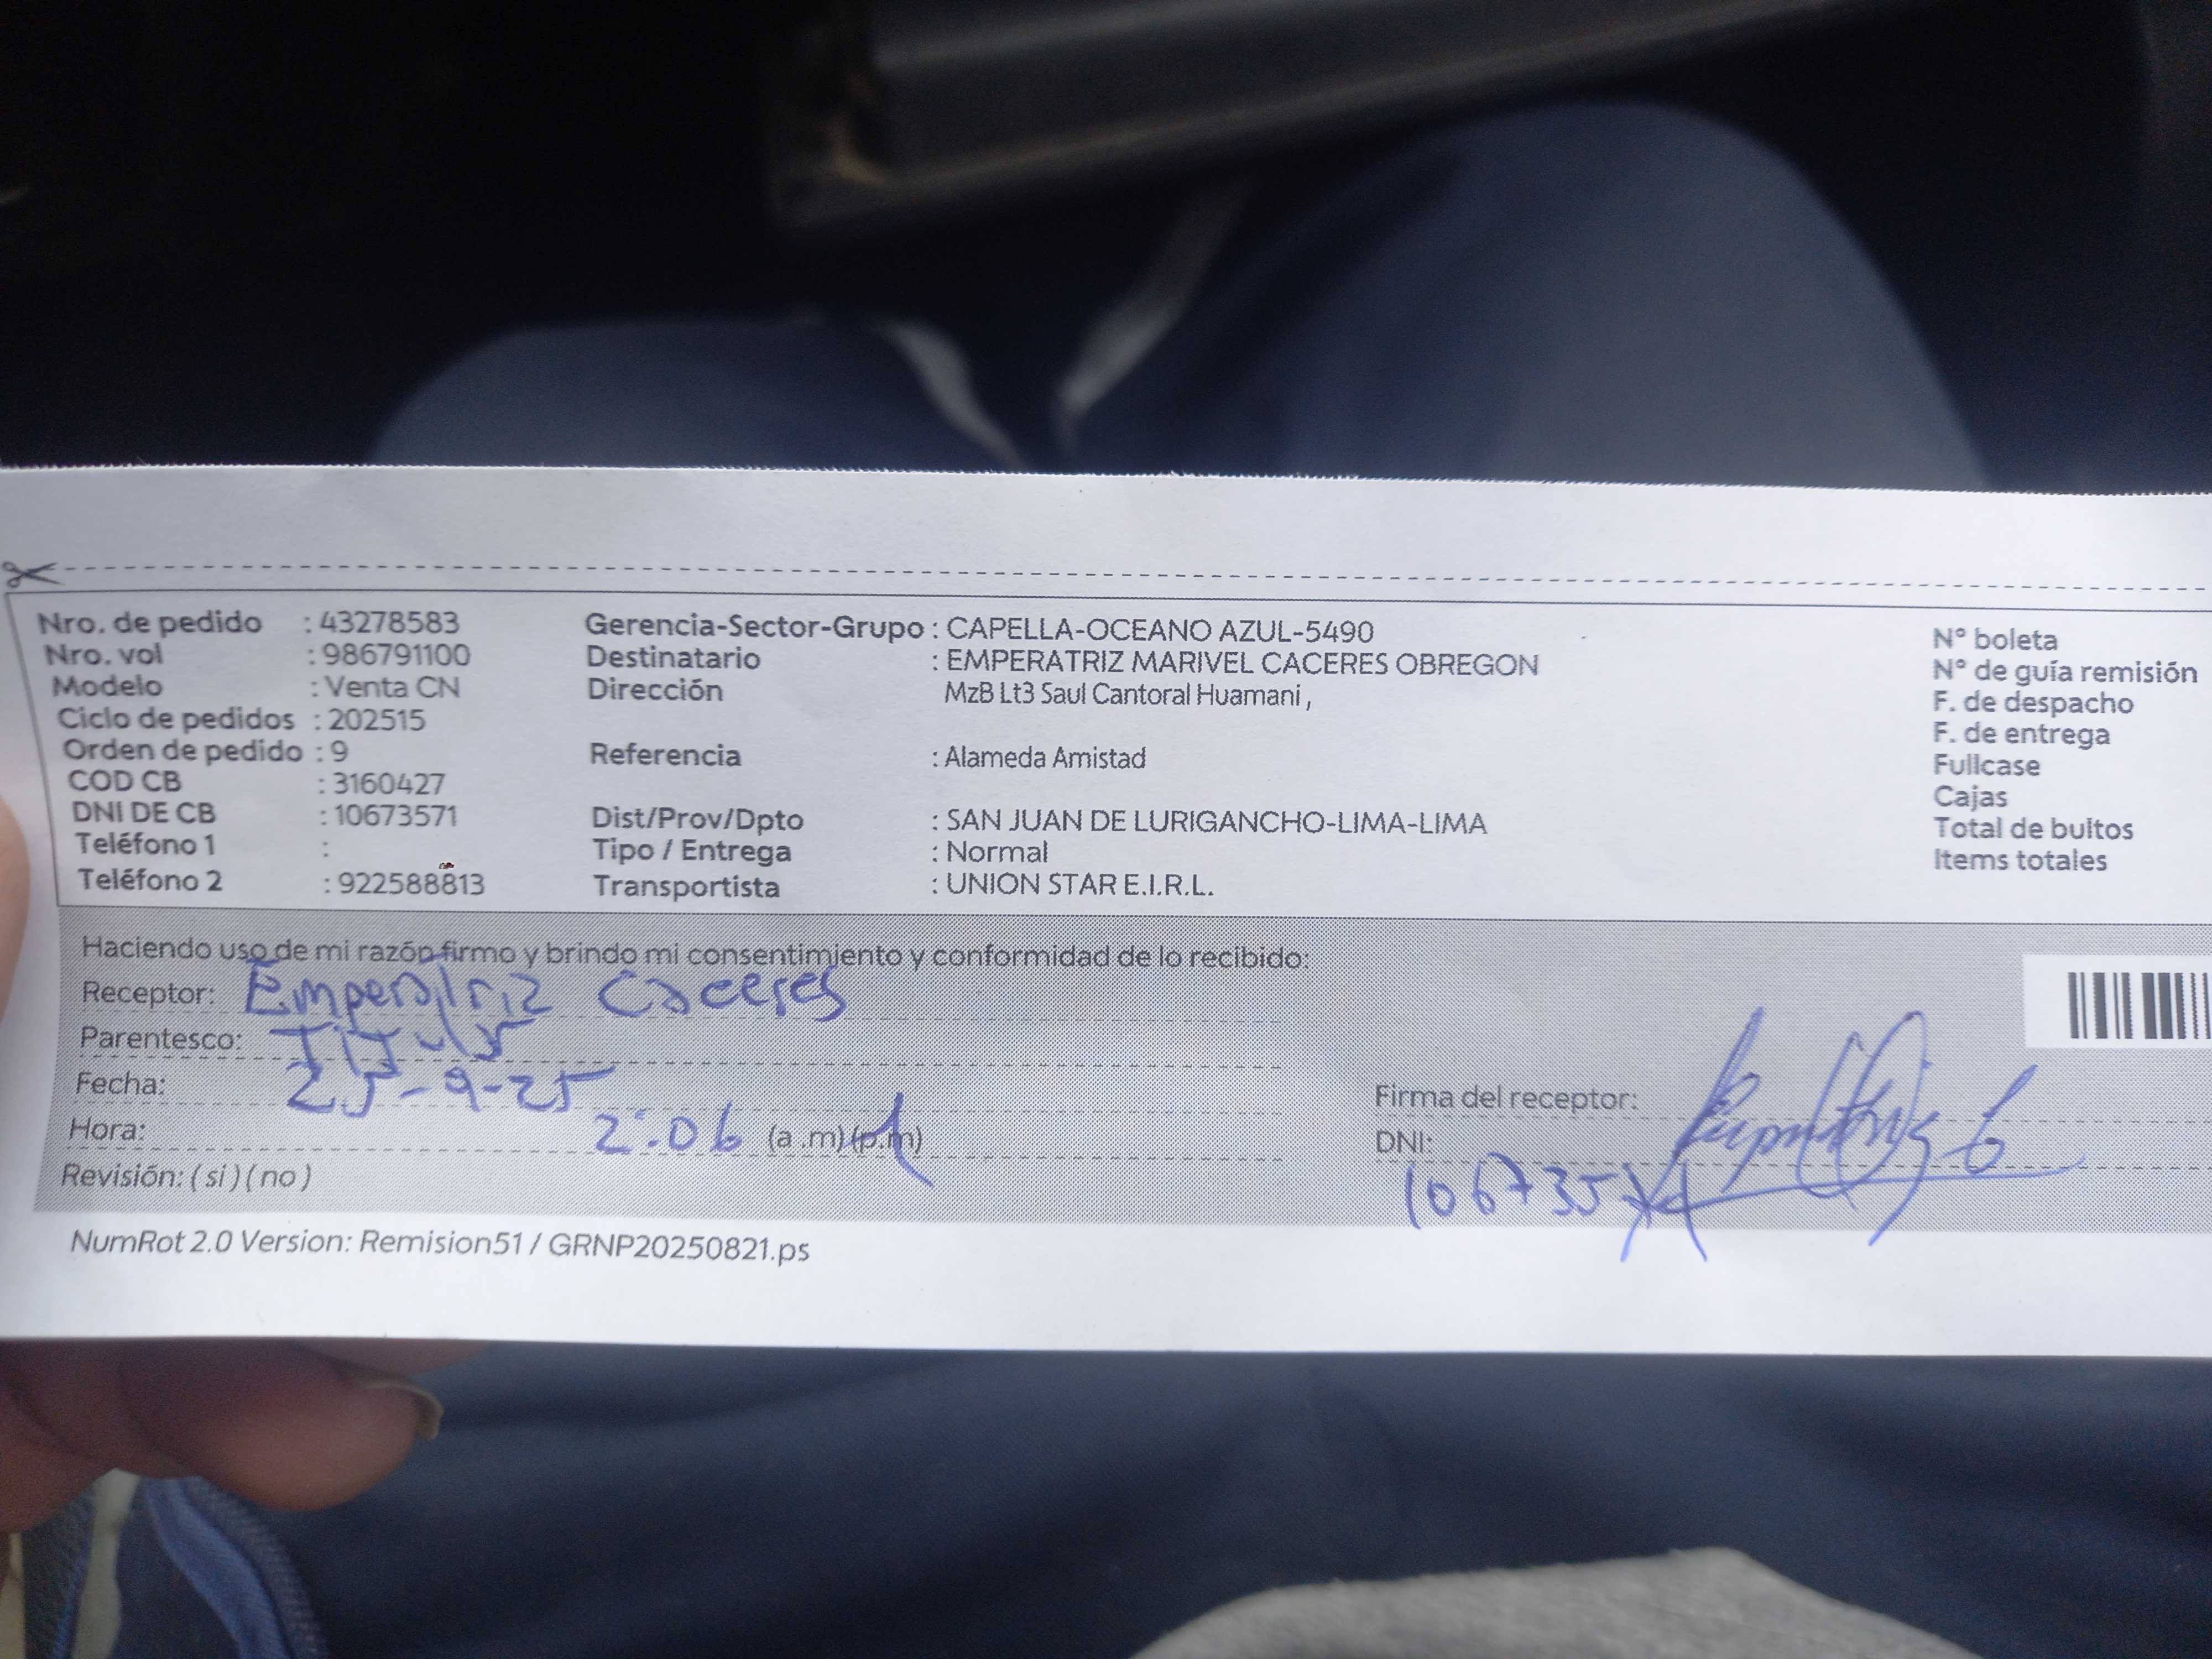 Nro. de pedido : 43278583
Nro. vol : 986791100
Modelo : Venta CN
Ciclo de pedidos : 202515
Orden de pedido : 9
COD CB : 3160427
DNI DE CB : 10673571
Teléfono 1 :
Teléfono 2 : 922588813
Gerencia-Sector-Grupo : CAPELLA-OCEANO AZUL-5490
Destinatario : EMPERATRIZ MARIVEL CACERES OBREGON
Dirección MzB Lt3 Saul Cantoral Huamani ,
Referencia : Alameda Amistad
Dist/Prov/Dpto : SAN JUAN DE LURIGANCHO-LIMA-LIMA
Tipo / Entrega : Normal
Transportista : UNION STAR E.I.R.L.
N° boleta
N° de guía remisión
F. de despacho
F. de entrega
Fullcase
Cajas
Total de bultos
Items totales
Haciendo uso de mi razón firmo y brindo mi consentimiento y conformidad de lo recibido:
Receptor: Emperatriz Caceres
Parentesco: Titular
Fecha: 25-9-25
Hora: 2:06 (a .m) (p.m)
Revisión: ( si ) ( no )
Firma del receptor:
DNI: 10673571
NumRot 2.0 Version: Remision51 / GRNP20250821.ps